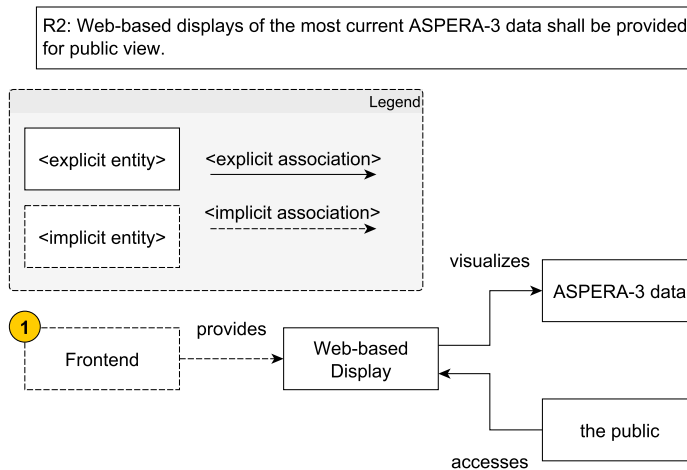 R2: Web-based displays of the most current ASPERA-3 data shall be provided
for public view.
Legend
<explicit entity>
<explicit association>
<implicit entity>
<implicit association>
visualizes
ASPERA-3 data
1
Frontend
provides
Web-based
Display
the public
accesses